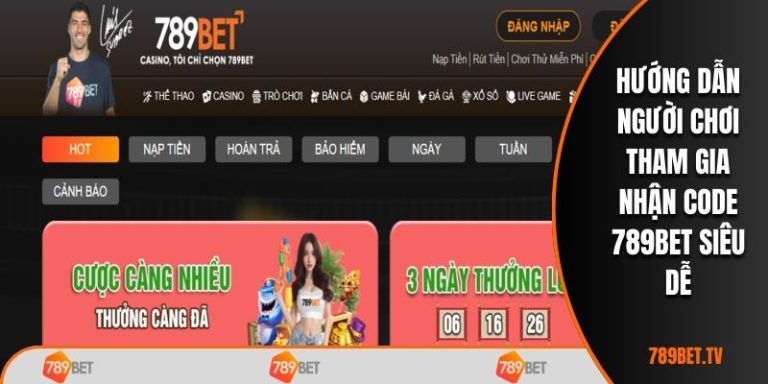 789BET
CASINO, TÔI CHỈ CHỌN 789BET
ĐĂNG NHẬP
Nạp Tiền | Rút Tiền | Chơi Thử Miễn Phí |
789BET
THỂ THAO CASINO TRÒ CHƠI BẮN CÁ GAME BÀI ĐÁ GÀ XỔ SỐ LIVE GAME
HOT NẠP TIỀN HOÀN TRẢ BẢO HIỂM NGÀY TUẦN
CẢNH BÁO
CƯỢC CÀNG NHIỀU
THƯỞNG CÀNG ĐÃ
789BET
3 NGÀY THƯỞNG
06 16 26
HƯỚNG DẪN
NGƯỜI CHƠI
THAM GIA
NHẬN CODE
789BET SIÊU
DỄ
789BET.TV
789BET 789BET 789BET